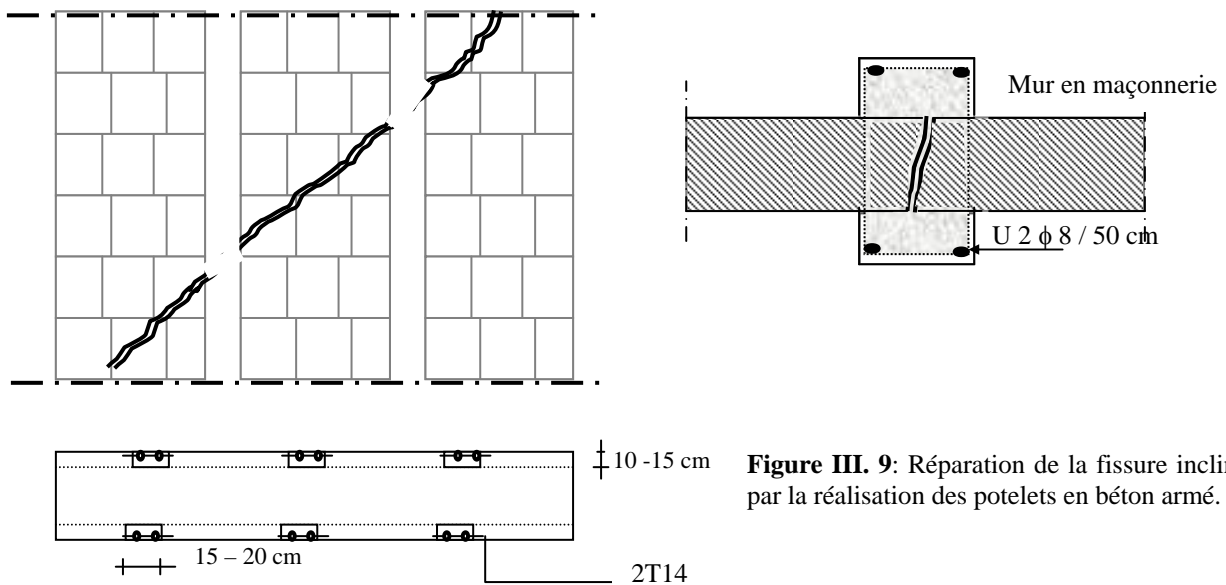 Mur en maçonnerie
U 2 ϕ 8 / 50 cm
10 -15 cm
15 – 20 cm
2T14
Figure III. 9: Réparation de la fissure
par la réalisation des potelets en béton armé.